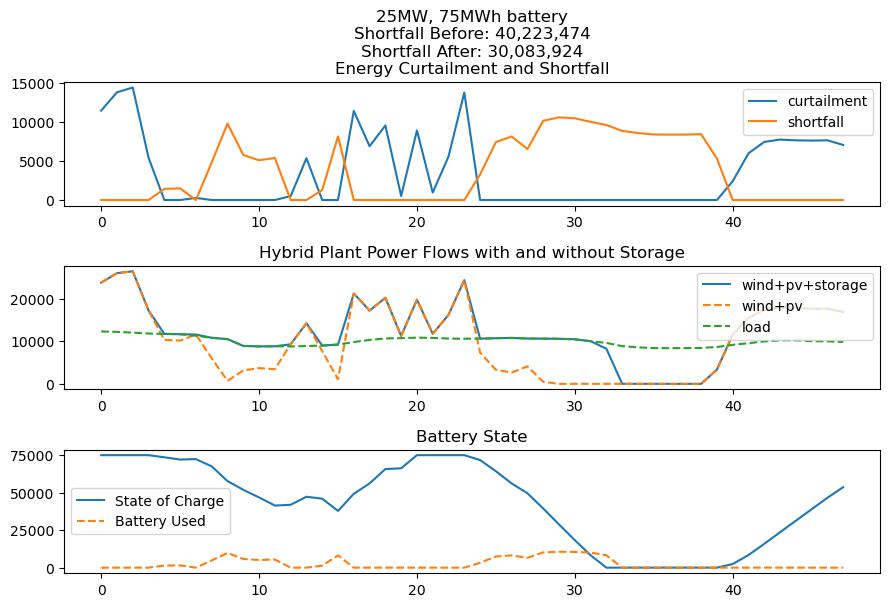 25MW, 75MWh battery
Shortfall Before: 40,223,474
Shortfall After: 30,083,924
Energy Curtailment and Shortfall
15000
10000
5000
0
curtailment
shortfall
0 10 20 30 40
Hybrid Plant Power Flows with and without Storage
20000
10000
0
wind+pv+storage
wind+pv
load
0 10 20 30 40
Battery State
75000
50000
25000
0
State of Charge
Battery Used
0 10 20 30 40